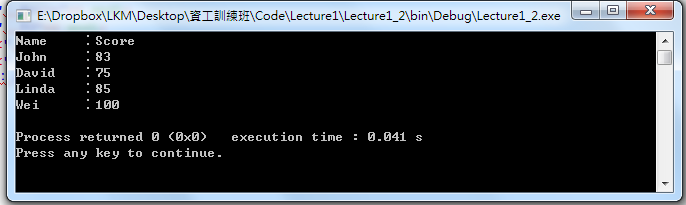 E:\Dropbox\LKM\Desktop\資工訓練班\Code\Lecture1\Lecture1_2\bin\Debug\Lecture1_2.exe
Name    :Score
John    :83
David   :75
Linda   :85
Wei     :100
Process returned 0 (0x0)   execution time : 0.041 s
Press any key to continue.